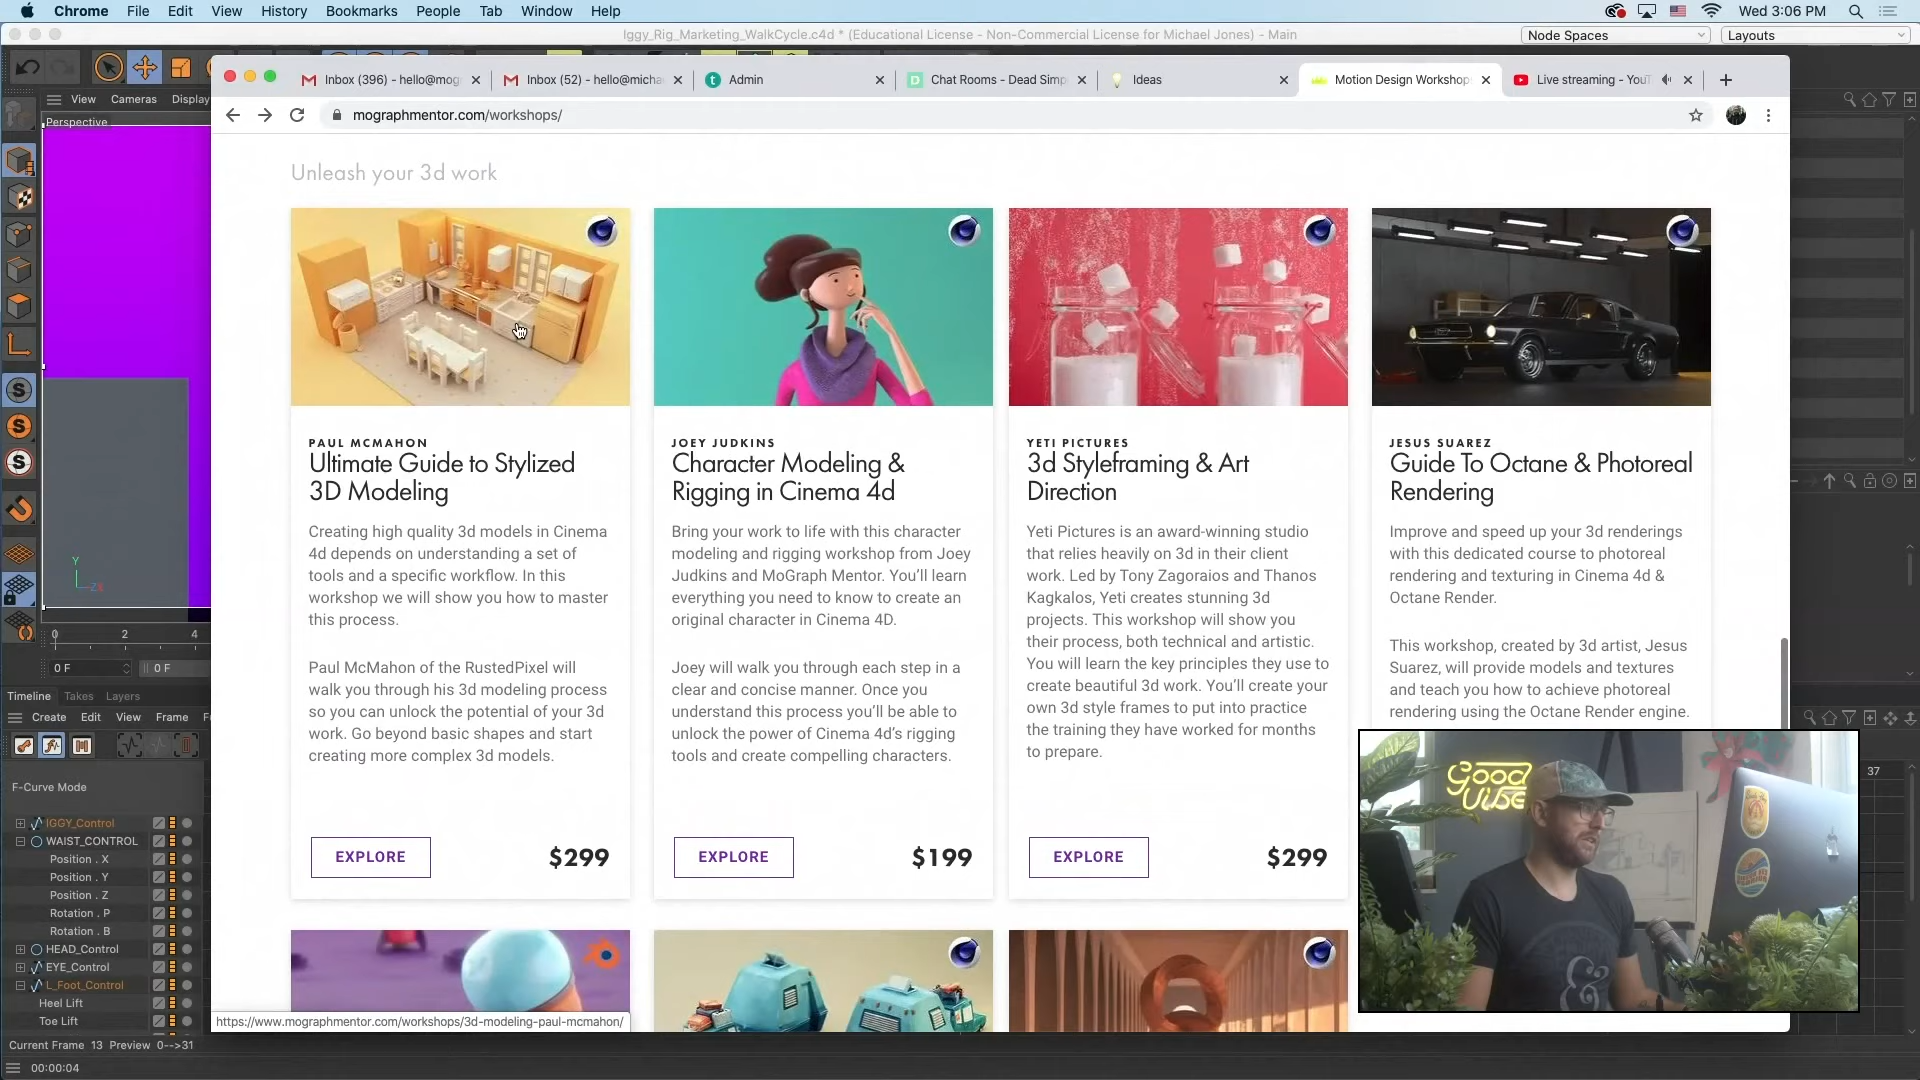 Chrome File Edit View History Bookmarks People Tab Window Help Wed 3:06 PM
Iggy_Rig_Marketing_WalkCycle.c4d * (Educational License - Non-Commercial License for Michael Jones) - Main
Node Spaces Layouts
Inbox (396) - hello@mog Inbox (52) - hello@micha Admin Chat Rooms - Dead Simp Ideas Motion Design Workshop Live streaming - YouT
View Cameras Display
mographmentor.com/workshops/
Perspective
Unleash your 3d work
PAUL MCMAHON
Ultimate Guide to Stylized
3D Modeling
Creating high quality 3d models in Cinema
4d depends on understanding a set of
tools and a specific workflow. In this
workshop we will show you how to master
this process.
Paul McMahon of the RustedPixel will
walk you through his 3d modeling process
so you can unlock the potential of your 3d
work. Go beyond basic shapes and start
creating more complex 3d models.
EXPLORE $299
JOEY JUDKINS
Character Modeling &
Rigging in Cinema 4d
Bring your work to life with this character
modeling and rigging workshop from Joey
Judkins and MoGraph Mentor. You'll learn
everything you need to know to create an
original character in Cinema 4D.
Joey will walk you through each step in a
clear and concise manner. Once you
understand this process you'll be able to
unlock the power of Cinema 4d's rigging
tools and create compelling characters.
EXPLORE $199
YETI PICTURES
3d Styleframing & Art
Direction
Yeti Pictures is an award-winning studio
that relies heavily on 3d in their client
work. Led by Tony Zagoraios and Thanos
Kagkalos, Yeti creates stunning 3d
projects. This workshop will show you
their process, both technical and artistic.
You will learn the key principles they use to
create beautiful 3d work. You'll create your
own 3d style frames to put into practice
the training they have worked for months
to prepare.
EXPLORE $299
JESUS SUAREZ
Guide To Octane & Photoreal
Rendering
Improve and speed up your 3d renderings
with this dedicated course to photoreal
rendering and texturing in Cinema 4d &
Octane Render.
This workshop, created by 3d artist, Jesus
Suarez, will provide models and textures
and teach you how to achieve photoreal
rendering using the Octane Render engine.
Good
Vibe
37
Y
0 2 4
0 F 0 F
Timeline Takes Layers
Create Edit View Frame
F-Curve Mode
IGGY_Control
WAIST_CONTROL
Position . X
Position . Y
Position . Z
Rotation . P
Rotation . B
HEAD_Control
EYE_Control
L_Foot_Control
Heel Lift
Toe Lift
https://www.mographmentor.com/workshops/3d-modeling-paul-mcmahon/
Current Frame 13 Preview 0-->31
00:00:04